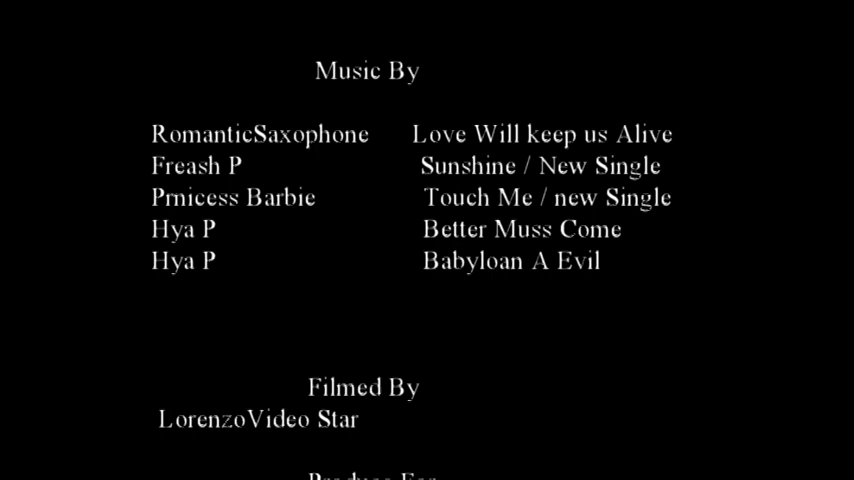 Music By
RomanticSaxophone Love Will keep us Alive
Freash P Sunshine / New Single
Prnicess Barbie Touch Me / new Single
Hya P Better Muss Come
Hya P Babyloan A Evil
Filmed By
LorenzoVideo Star